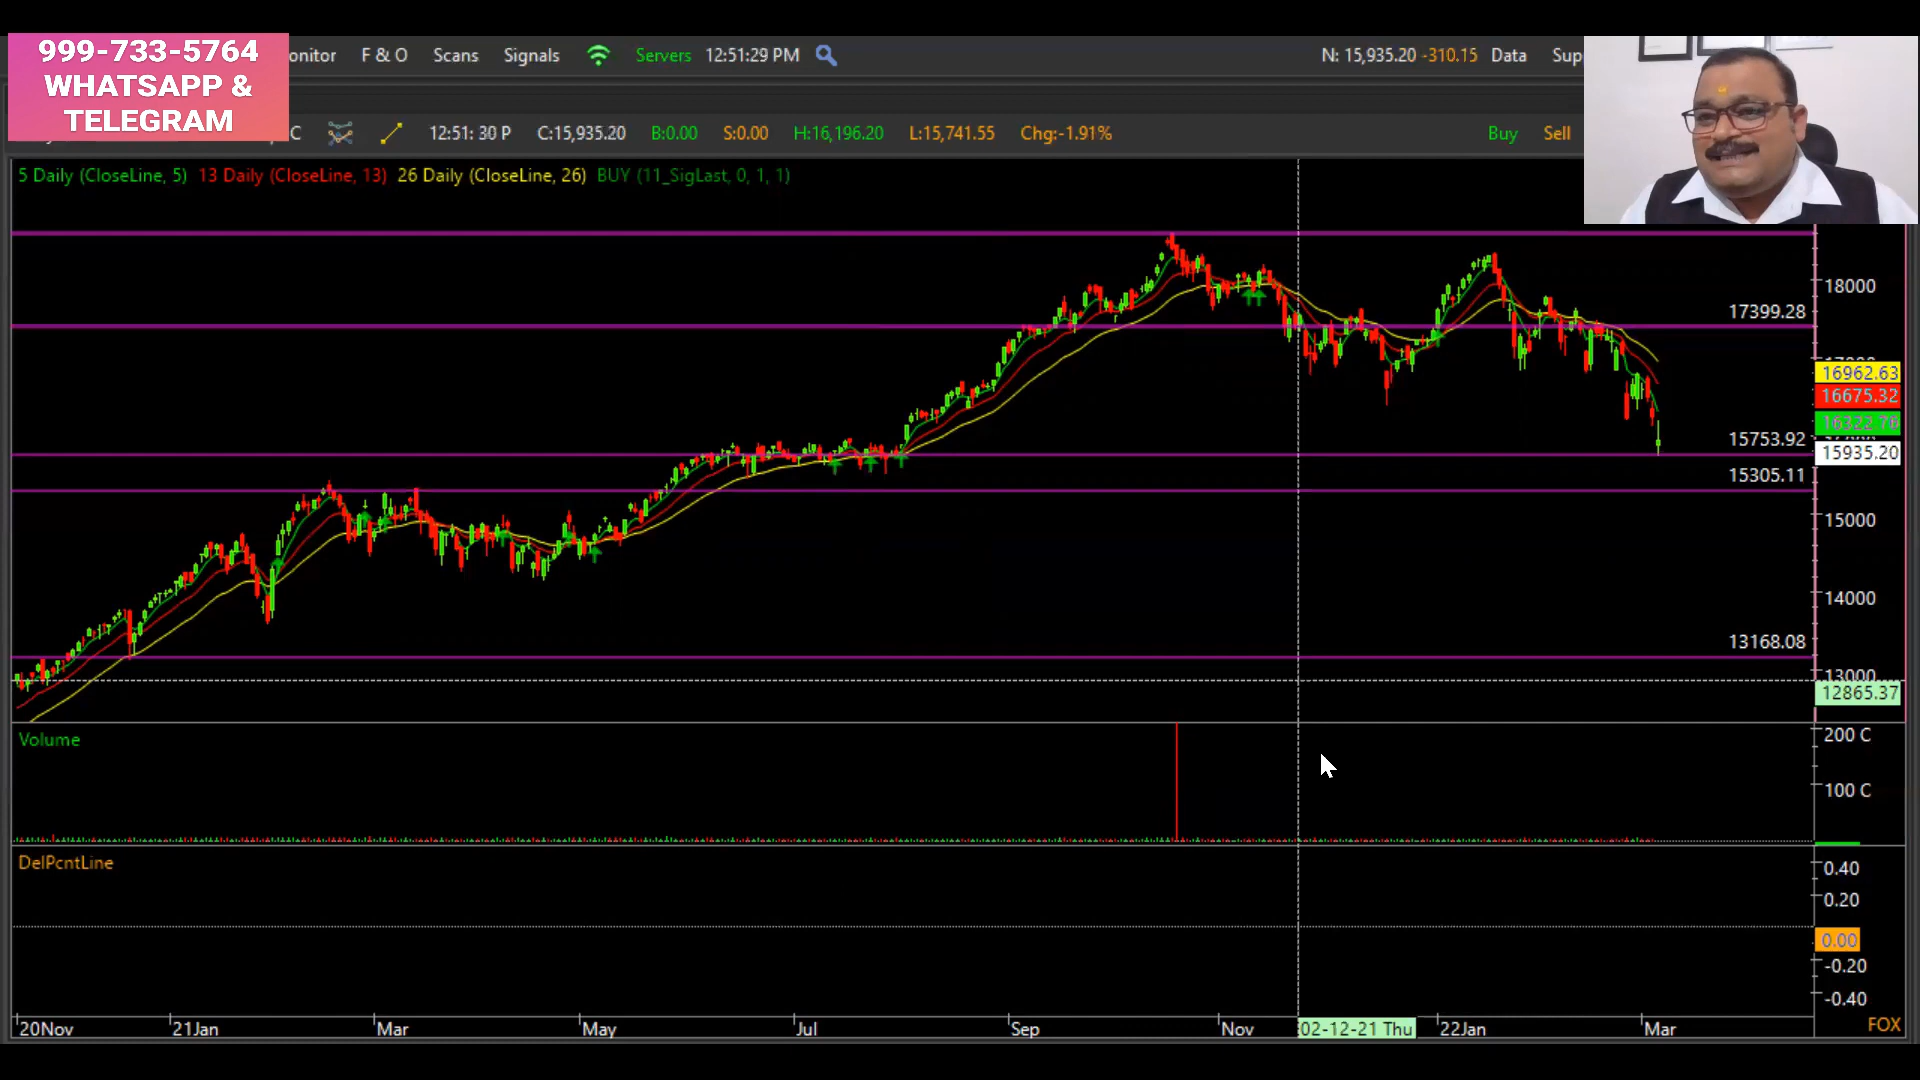 999-733-5764
WHATSAPP &
TELEGRAM
onitor F & O Scans Signals Servers 12:51:29 PM N: 15,935.20 -310.15 Data Sup
C 12:51: 30 P C:15,935.20 B:0.00 S:0.00 H:16,196.20 L:15,741.55 Chg:-1.91% Buy Sell
5 Daily (CloseLine, 5) 13 Daily (CloseLine, 13) 26 Daily (CloseLine, 26) BUY (11_SigLast, 0, 1, 1)
18000
17399.28
16962.63
16675.32
15753.92
15935.20
15305.11
15000
14000
13168.08
13000
12865.37
Volume
200 C
100 C
DelPcntLine
0.40
0.20
0.00
-0.20
-0.40
20Nov 21Jan Mar May Jul Sep Nov 02-12-21 Thu 22Jan Mar FOX